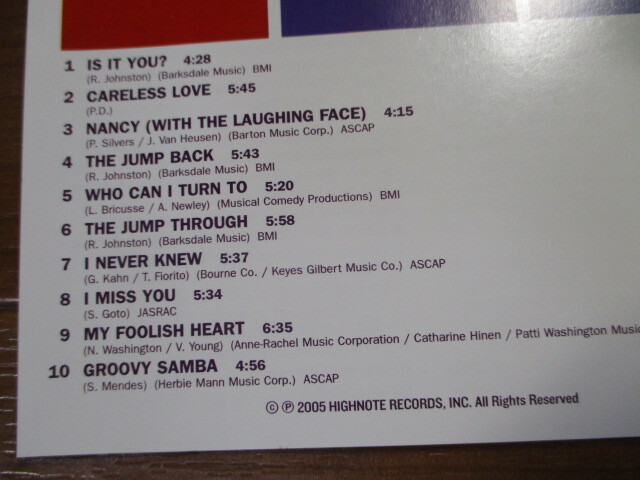 1 IS IT YOU? 4:28
(R. Johnston) (Barksdale Music) BMI
2 CARELESS LOVE 5:45
(P.D.)
3 NANCY (WITH THE LAUGHING FACE) 4:15
(P. Silvers / J. Van Heusen) (Barton Music Corp.) ASCAP
4 THE JUMP BACK 5:43
(R. Johnston) (Barksdale Music) BMI
5 WHO CAN I TURN TO 5:20
(L. Bricusse / A. Newley) (Musical Comedy Productions) BMI
6 THE JUMP THROUGH 5:58
(R. Johnston) (Barksdale Music) BMI
7 I NEVER KNEW 5:37
(G. Kahn / T. Fiorito) (Bourne Co. / Keyes Gilbert Music Co.) ASCAP
8 I MISS YOU 5:34
(S. Goto) JASRAC
9 MY FOOLISH HEART 6:35
(N. Washington / V. Young) (Anne-Rachel Music Corporation / Catharine Hinen / Patti Washington Music
10 GROOVY SAMBA 4:56
(S. Mendes) (Herbie Mann Music Corp.) ASCAP
© ℗ 2005 HIGHNOTE RECORDS, INC. All Rights Reserved